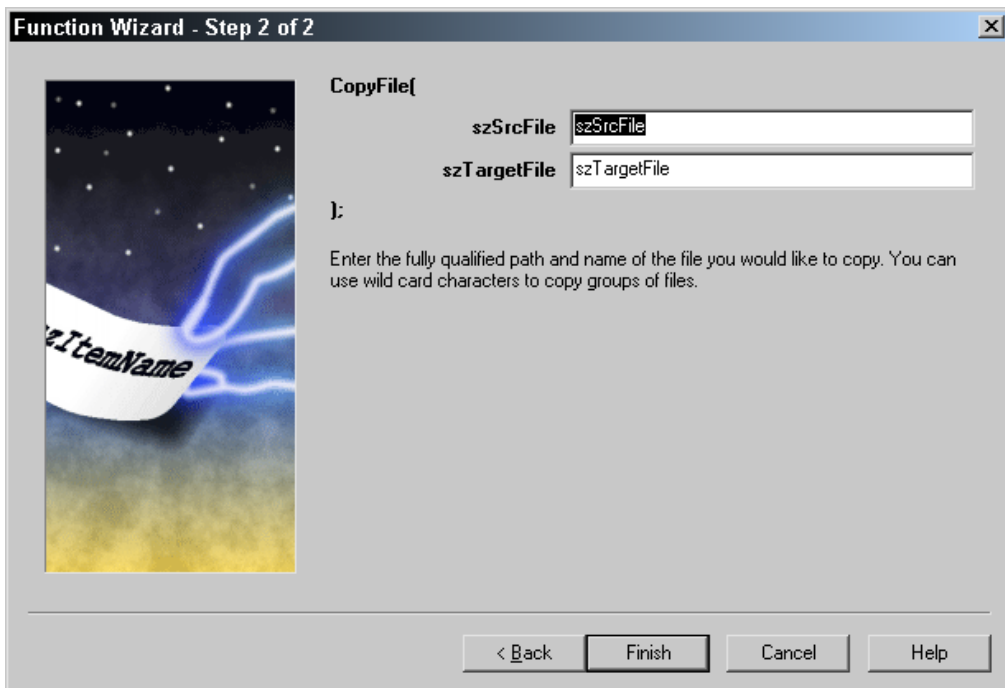 Function Wizard - Step 2 of 2
CopyFile(
szSrcFile szSrcFile
szTargetFile szTargetFile
);
Enter the fully qualified path and name of the file you would like to copy. You can
use wild card characters to copy groups of files.
zItemName
< Back Finish Cancel Help